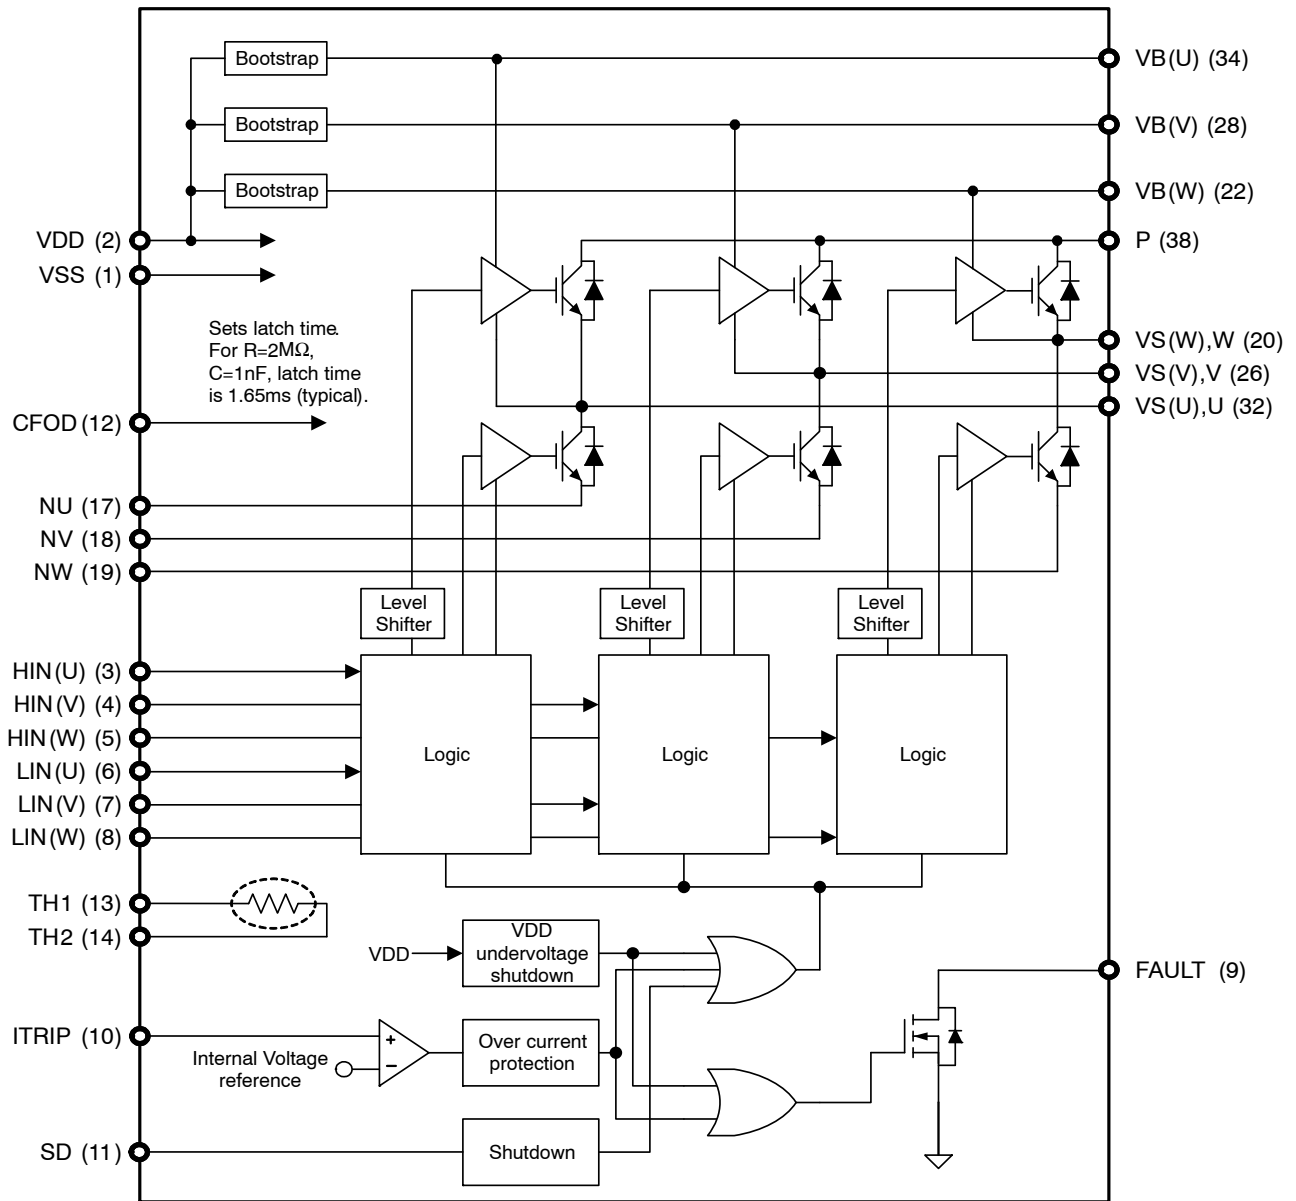 Bootstrap
VB(U) (34)
Bootstrap
VB(V) (28)
Bootstrap
VB(W) (22)
VDD (2)
P (38)
VSS (1)
Sets latch time.
For R=2MΩ,
C=1nF, latch time
is 1.65ms (typical).
VS(W),W (20)
VS(V),V (26)
VS(U),U (32)
CFOD (12)
NU (17)
NV (18)
NW (19)
Level
Shifter
Level
Shifter
Level
Shifter
HIN(U) (3)
HIN(V) (4)
HIN(W) (5)
LIN(U) (6)
LIN(V) (7)
LIN(W) (8)
Logic
Logic
Logic
TH1 (13)
TH2 (14)
VDD
VDD
undervoltage
shutdown
FAULT (9)
ITRIP (10)
+
−
Internal Voltage
reference
Over current
protection
SD (11)
Shutdown